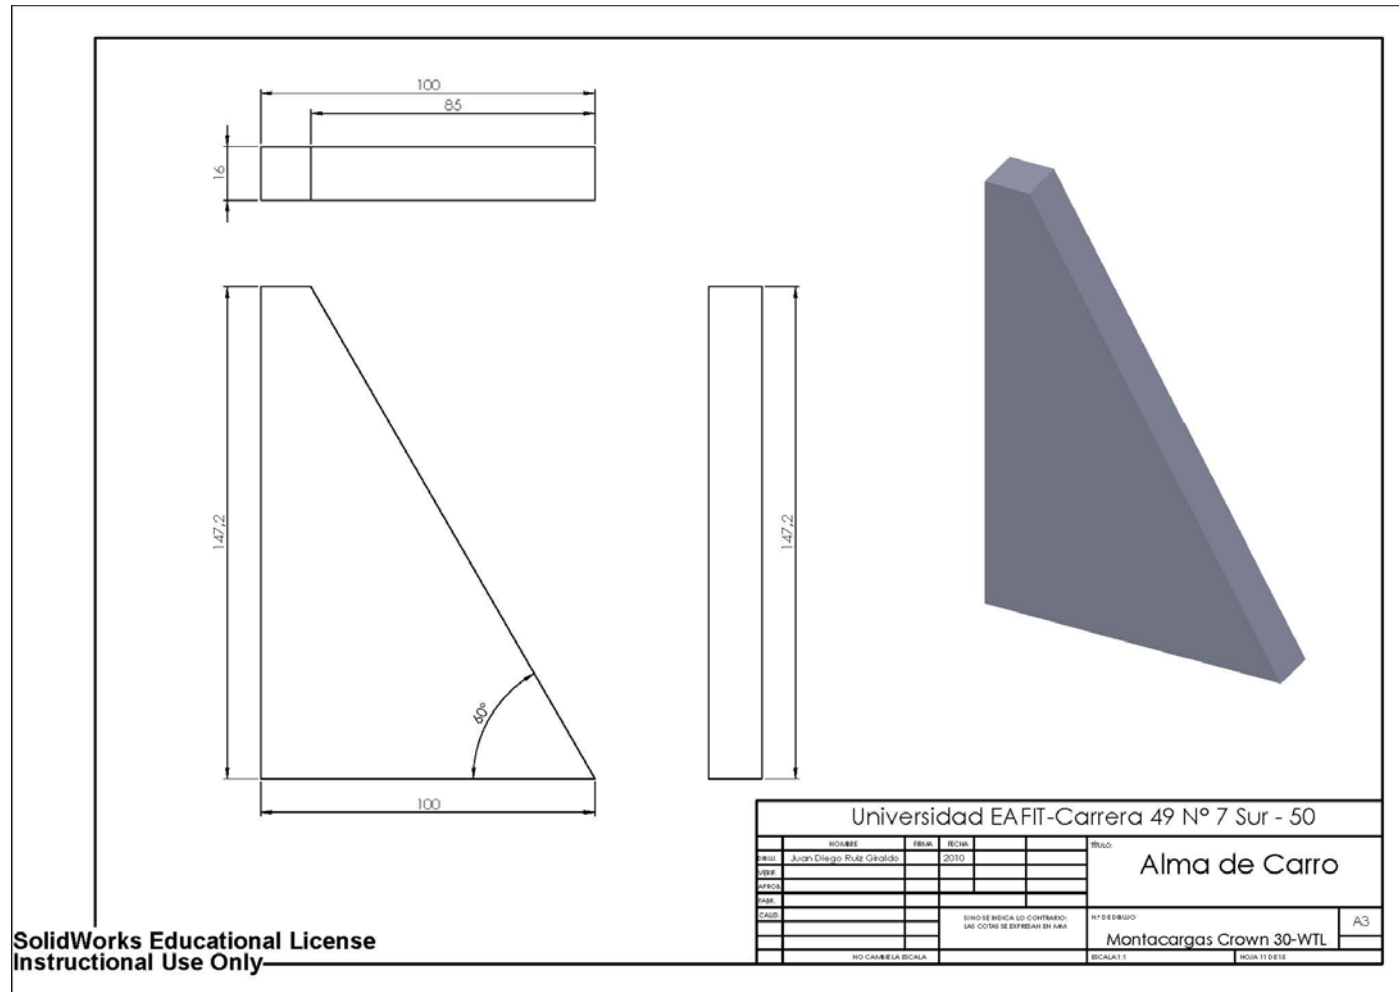 100
85
16
147,2
147,2
60°
100
Universidad EAFIT-Carrera 49 Nº 7 Sur - 50
NOMBRE FIRMA FECHA
DIBUJ. Juan Diego Ruiz Giraldo 2010
VERIF.
APROB.
FABR.
CALID.
TÍTULO:
Alma de Carro
SI NO SE INDICA LO CONTRARIO:
LAS COTAS SE EXPRESAN EN MM
N.º DE DIBUJO
Montacargas Crown 30-WTL
A3
NO CAMBIE LA ESCALA
ESCALA:1:1
HOJA 11 DE 15
SolidWorks Educational License
Instructional Use Only